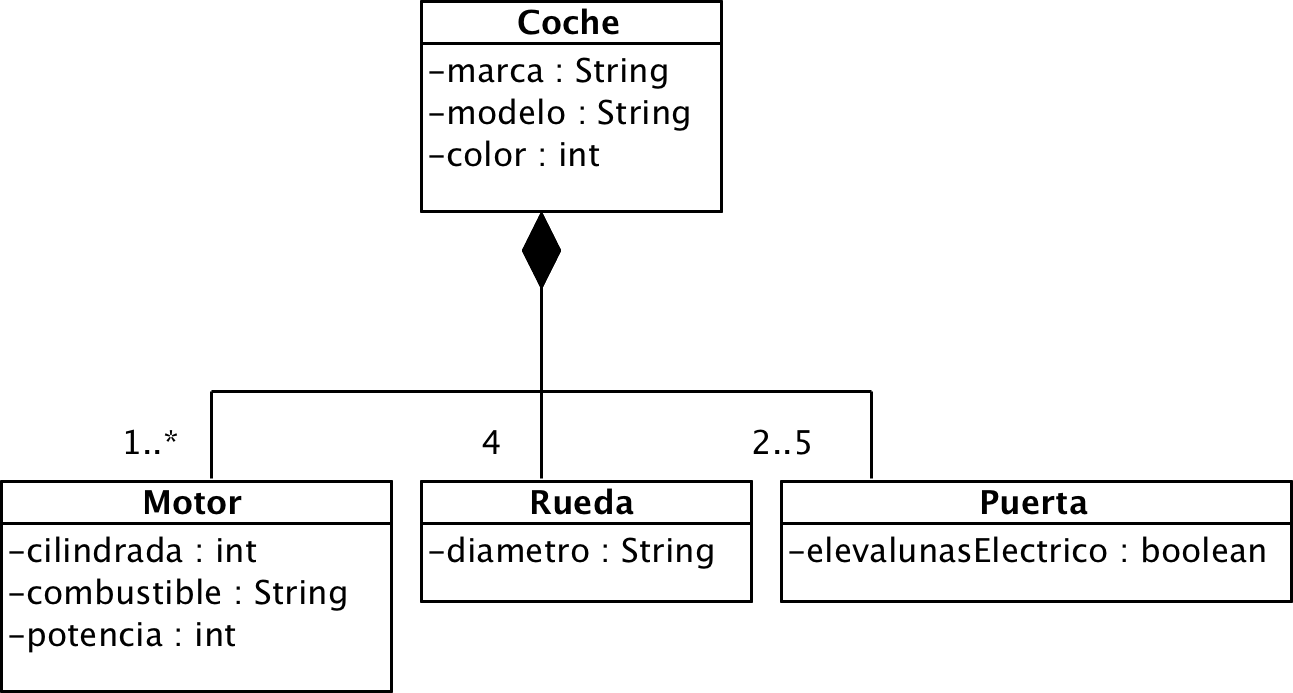 Coche
-marca : String
-modelo : String
-color : int
1..*
4
2..5
Motor
-cilindrada : int
-combustible : String
-potencia : int
Rueda
-diametro : String
Puerta
-elevalunasElectrico : boolean